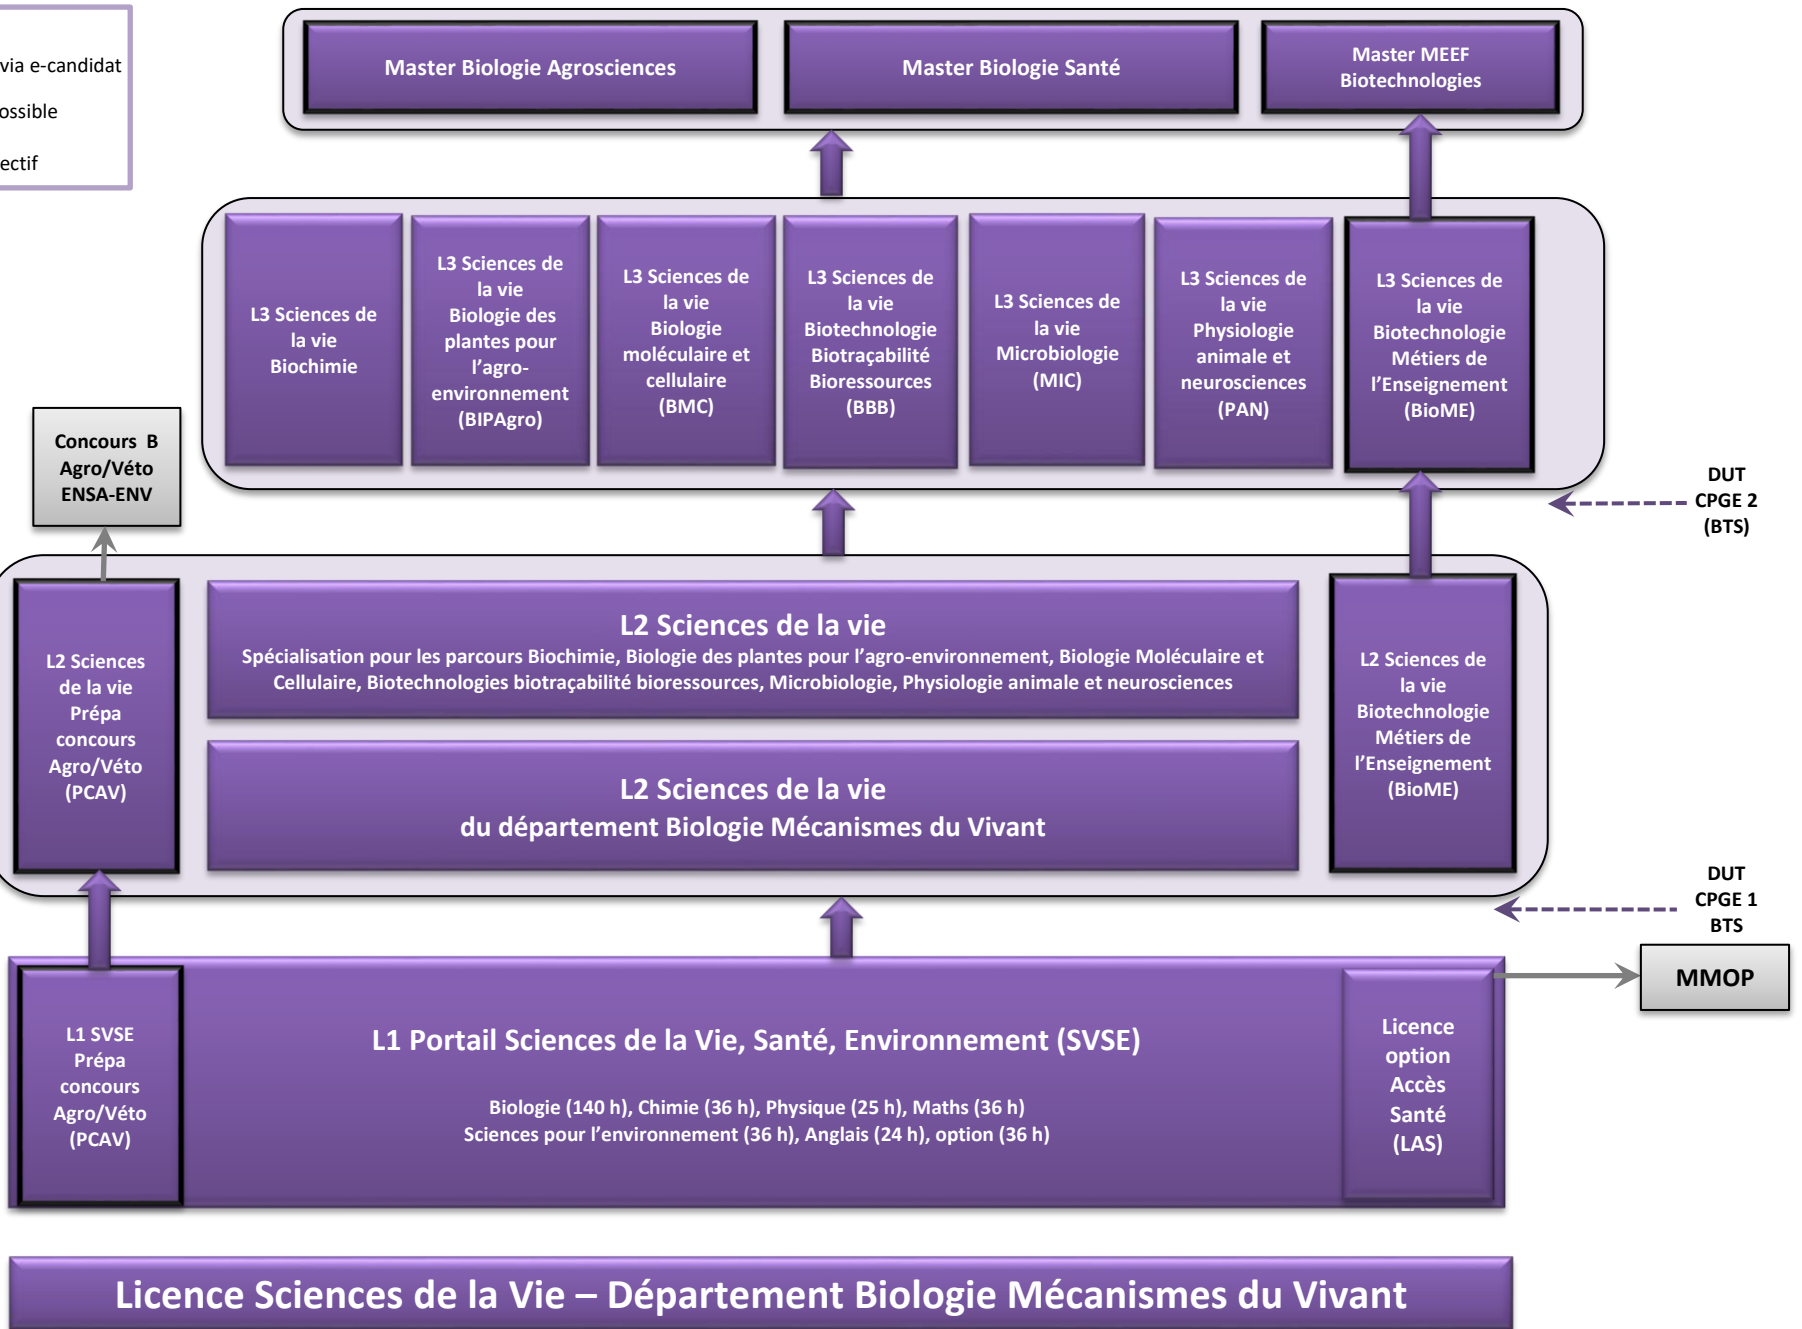 via e-candidat
ossible
ectif
Master Biologie Agrosciences
Master Biologie Santé
Master MEEF
Biotechnologies
L3 Sciences de
la vie
Biochimie
L3 Sciences de
la vie
Biologie des
plantes pour
l’agro-
environnement
(BIPAgro)
L3 Sciences de
la vie
Biologie
moléculaire et
cellulaire
(BMC)
L3 Sciences de
la vie
Biotechnologie
Biotraçabilité
Bioressources
(BBB)
L3 Sciences de
la vie
Microbiologie
(MIC)
L3 Sciences de
la vie
Physiologie
animale et
neurosciences
(PAN)
L3 Sciences de
la vie
Biotechnologie
Métiers de
l’Enseignement
(BioME)
Concours B
Agro/Véto
ENSA-ENV
DUT
CPGE 2
(BTS)
L2 Sciences
de la vie
Prépa
concours
Agro/Véto
(PCAV)
L2 Sciences de la vie
Spécialisation pour les parcours Biochimie, Biologie des plantes pour l’agro-environnement, Biologie Moléculaire et
Cellulaire, Biotechnologies biotraçabilité bioressources, Microbiologie, Physiologie animale et neurosciences
L2 Sciences de la vie
du département Biologie Mécanismes du Vivant
L2 Sciences de
la vie
Biotechnologie
Métiers de
l’Enseignement
(BioME)
DUT
CPGE 1
BTS
MMOP
L1 SVSE
Prépa
concours
Agro/Véto
(PCAV)
L1 Portail Sciences de la Vie, Santé, Environnement (SVSE)
Biologie (140 h), Chimie (36 h), Physique (25 h), Maths (36 h)
Sciences pour l’environnement (36 h), Anglais (24 h), option (36 h)
Licence
option
Accès
Santé
(LAS)
Licence Sciences de la Vie – Département Biologie Mécanismes du Vivant